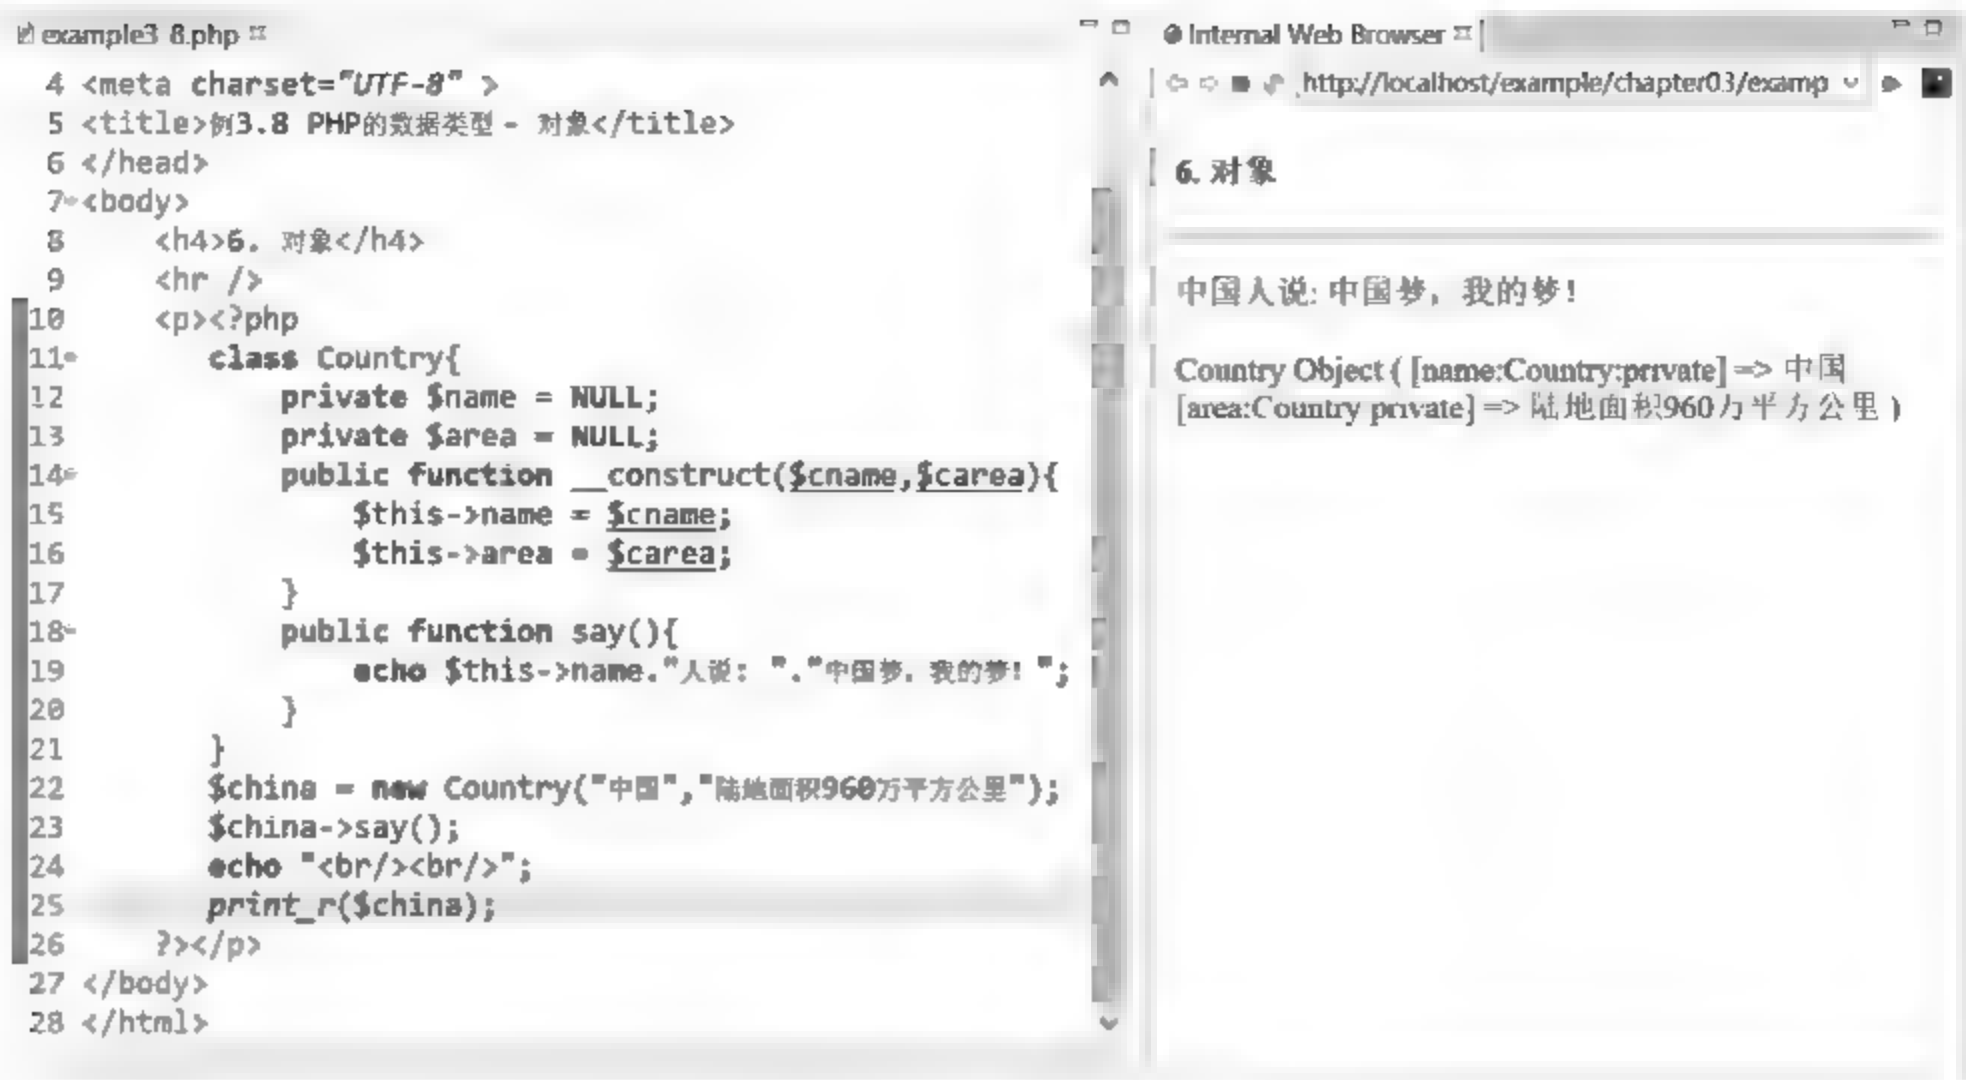 example3_8.php
4 <meta charset="UTF-8" >
5 <title>例3.8 PHP的数据类型 - 对象</title>
6 </head>
7 <body>
8 <h4>6. 对象</h4>
9 <hr />
10 <p><?php
11 class Country{
12 private $name = NULL;
13 private $area = NULL;
14 public function __construct($cname,$carea){
15 $this->name = $cname;
16 $this->area = $carea;
17 }
18 public function say(){
19 echo $this->name."人说: "."中国梦，我的梦! ";
20 }
21 }
22 $china = new Country("中国","陆地面积960万平方公里");
23 $china->say();
24 echo "<br/><br/>";
25 print_r($china);
26 ?></p>
27 </body>
28 </html>
Internal Web Browser
http://localhost/example/chapter03/examp
6. 对象
中国人说: 中国梦，我的梦!
Country Object ( [name:Country:private] => 中国
[area:Country:private] => 陆地面积960万平方公里 )